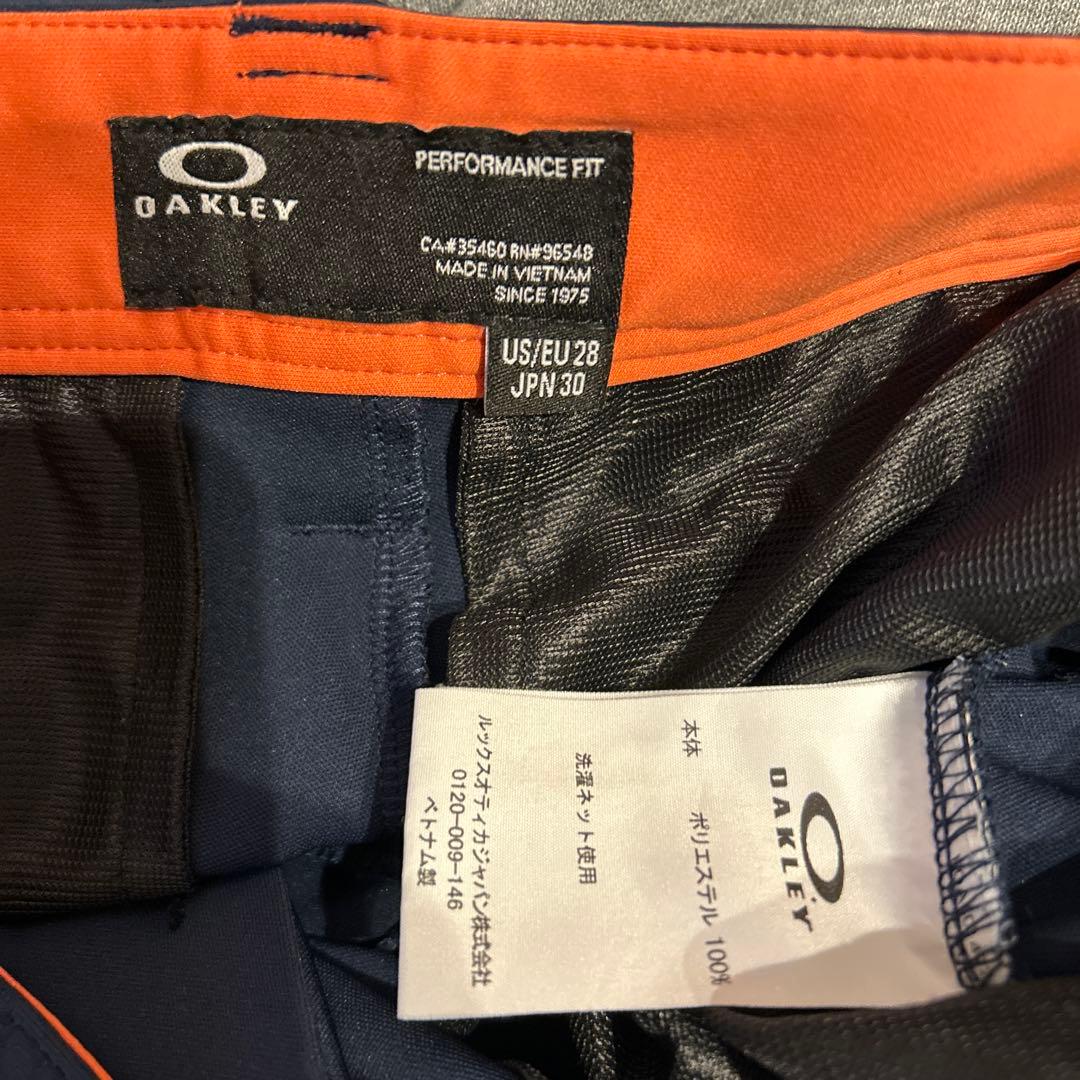 OAKLEY
PERFORMANCE FIT
CA#35460 RN#96548
MADE IN VIETNAM
SINCE 1975
US/EU 28
JPN 30
OAKLEY
本体 ポリエステル 100%
洗濯ネット使用
ルックスオティカジャパン株式会社
0120-009-146
ベトナム製